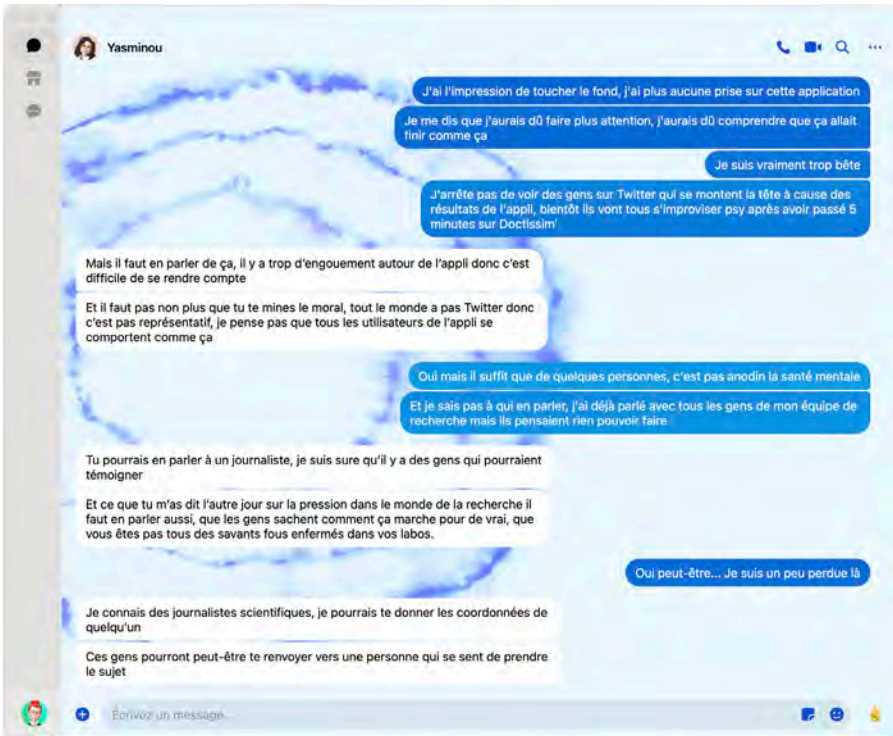 Yasminou
J'ai l'impression de toucher le fond, j'ai plus aucune prise sur cette application
Je me dis que j'aurais dû faire plus attention, j'aurais dû comprendre que ça allait
finir comme ça
Je suis vraiment trop bête
J'arrête pas de voir des gens sur Twitter qui se montent la tête à cause des
résultats de l'appli, bientôt ils vont tous s'improviser psy après avoir passé 5
minutes sur Doctissim'
Mais il faut en parler de ça, il y a trop d'engouement autour de l'appli donc c'est
difficile de se rendre compte
Et il faut pas non plus que tu te mines le moral, tout le monde a pas Twitter donc
c'est pas représentatif, je pense pas que tous les utilisateurs de l'appli se
comportent comme ça
Oui mais il suffit que de quelques personnes, c'est pas anodin la santé mentale
Et je sais pas à qui en parler, j'ai déjà parlé avec tous les gens de mon équipe de
recherche mais ils pensaient rien pouvoir faire
Tu pourrais en parler à un journaliste, je suis sure qu'il y a des gens qui pourraient
témoigner
Et ce que tu m'as dit l'autre jour sur la pression dans le monde de la recherche il
faut en parler aussi, que les gens sachent comment ça marche pour de vrai, que
vous êtes pas tous des savants fous enfermés dans vos labos.
Oui peut-être... Je suis un peu perdue là
Je connais des journalistes scientifiques, je pourrais te donner les coordonnées de
quelqu'un
Ces gens pourront peut-être te renvoyer vers une personne qui se sent de prendre
le sujet
Écrivez un message...